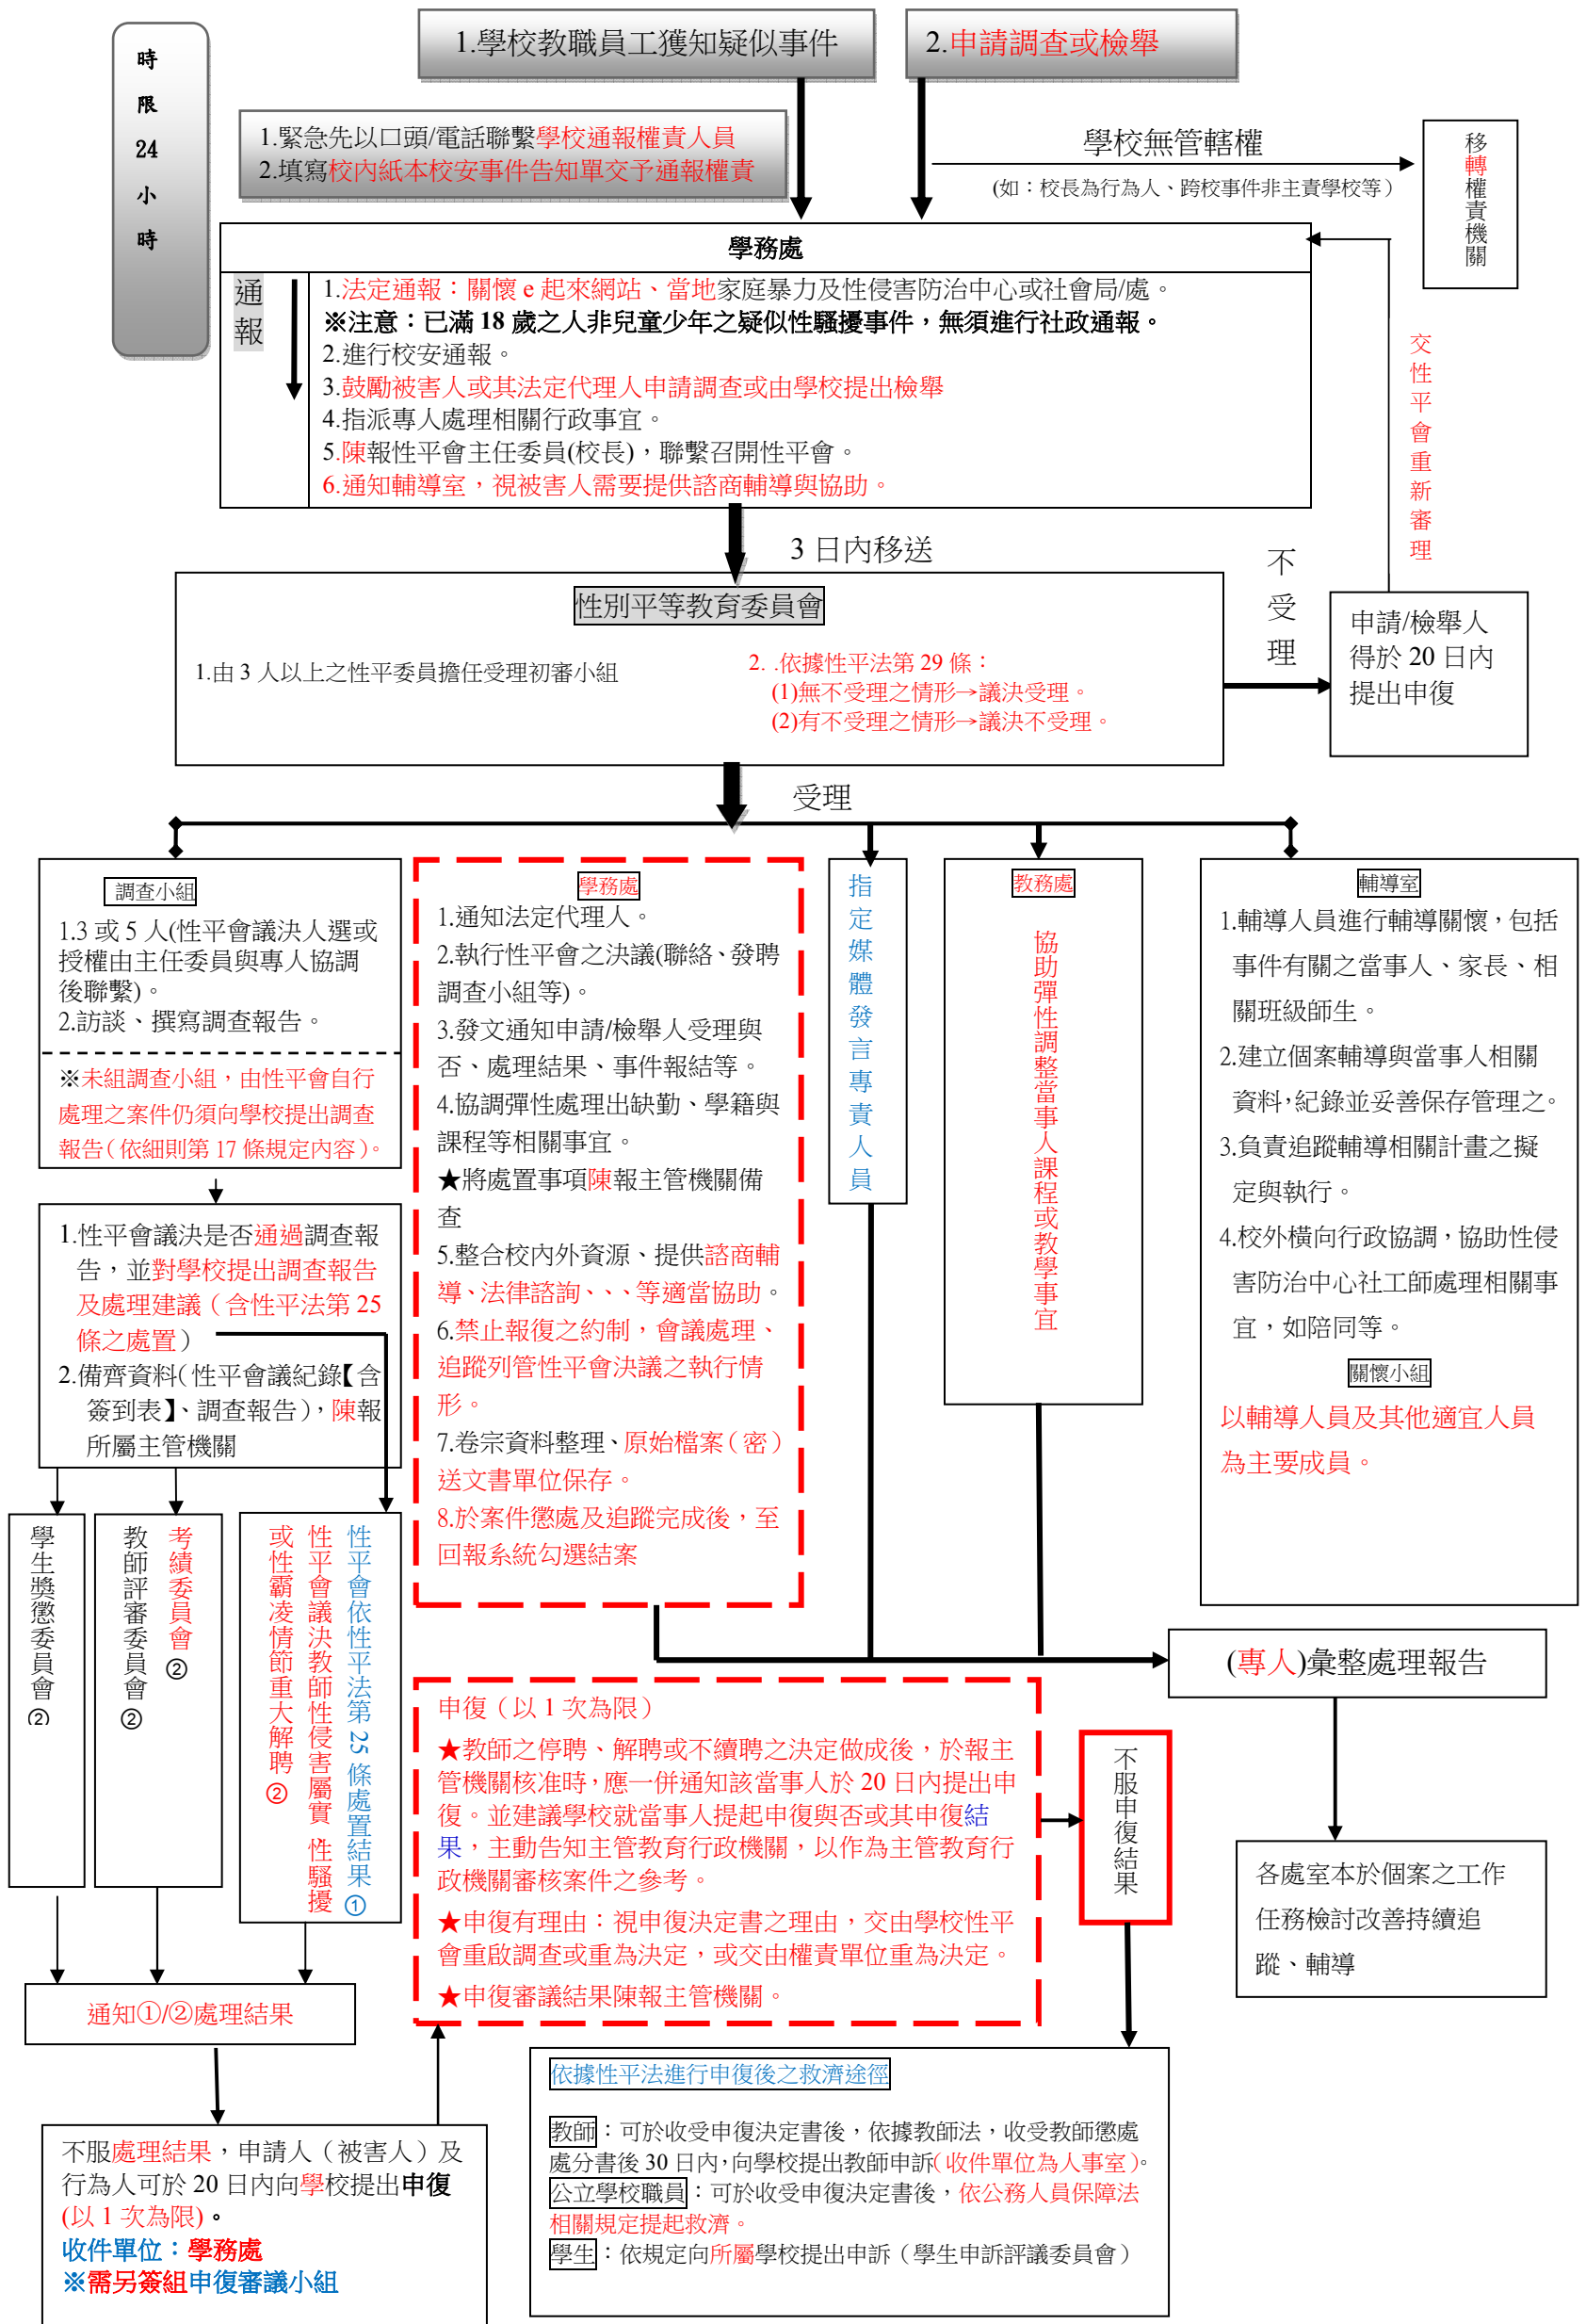 時
限
24
小
時
1.學校教職員工獲知疑似事件
2.申請調查或檢舉
1.緊急先以口頭/電話聯繫學校通報權責人員
2.填寫校內紙本校安事件告知單交予通報權責
學校無管轄權
(如：校長為行為人、跨校事件非主責學校等）
移轉權責機關
學務處
通報
1.法定通報：關懷 e 起來網站、當地家庭暴力及性侵害防治中心或社會局/處。
※注意：已滿 18 歲之人非兒童少年之疑似性騷擾事件，無須進行社政通報。
2.進行校安通報。
3.鼓勵被害人或其法定代理人申請調查或由學校提出檢舉
4.指派專人處理相關行政事宜。
5.陳報性平會主任委員(校長)，聯繫召開性平會。
6.通知輔導室，視被害人需要提供諮商輔導與協助。
交性平會重新審理
3 日內移送
不受理
性別平等教育委員會
1.由 3 人以上之性平委員擔任受理初審小組
2. .依據性平法第 29 條：
(1)無不受理之情形→議決受理。
(2)有不受理之情形→議決不受理。
申請/檢舉人
得於 20 日內
提出申復
受理
調查小組
1.3 或 5 人(性平會議決人選或
授權由主任委員與專人協調
後聯繫)。
2.訪談、撰寫調查報告。
※未組調查小組，由性平會自行
處理之案件仍須向學校提出調查
報告（依細則第 17 條規定內容）。
1.性平會議決是否通過調查報
告，並對學校提出調查報告
及處理建議（含性平法第 25
條之處置）
2.備齊資料（性平會議紀錄【含
簽到表】、調查報告），陳報
所屬主管機關
學務處
1.通知法定代理人。
2.執行性平會之決議(聯絡、發聘
調查小組等)。
3.發文通知申請/檢舉人受理與
否、處理結果、事件報結等。
4.協調彈性處理出缺勤、學籍與
課程等相關事宜。
★將處置事項陳報主管機關備
查
5.整合校內外資源、提供諮商輔
導、法律諮詢、、、等適當協助。
6.禁止報復之約制，會議處理、
追蹤列管性平會決議之執行情
形。
7.卷宗資料整理、原始檔案（密）
送文書單位保存。
8.於案件懲處及追蹤完成後，至
回報系統勾選結案
指定媒體發言專責人員
教務處
協助彈性調整當事人課程或教學事宜
輔導室
1.輔導人員進行輔導關懷，包括
事件有關之當事人、家長、相
關班級師生。
2.建立個案輔導與當事人相關
資料，紀錄並妥善保存管理之。
3.負責追蹤輔導相關計畫之擬
定與執行。
4.校外橫向行政協調，協助性侵
害防治中心社工師處理相關事
宜，如陪同等。
關懷小組
以輔導人員及其他適宜人員
為主要成員。
學生獎懲委員會②
考績委員會②
教師評審委員會②
性平會依性平法第 25 條處置結果①
性平會議決教師性侵害屬實、性騷擾
或性霸凌情節重大解聘②
(專人)彙整處理報告
申復（以 1 次為限）
★教師之停聘、解聘或不續聘之決定做成後，於報主
管機關核准時，應一併通知該當事人於 20 日內提出申
復。並建議學校就當事人提起申復與否或其申復結
果，主動告知主管教育行政機關，以作為主管教育行
政機關審核案件之參考。
★申復有理由：視申復決定書之理由，交由學校性平
會重啟調查或重為決定，或交由權責單位重為決定。
★申復審議結果陳報主管機關。
不服申復結果
各處室本於個案之工作
任務檢討改善持續追
蹤、輔導
通知①/②處理結果
不服處理結果，申請人（被害人）及
行為人可於 20 日內向學校提出申復
(以 1 次為限)。
收件單位：學務處
※需另簽組申復審議小組
依據性平法進行申復後之救濟途徑
教師：可於收受申復決定書後，依據教師法，收受教師懲處
處分書後 30 日內，向學校提出教師申訴（收件單位為人事室）。
公立學校職員：可於收受申復決定書後，依公務人員保障法
相關規定提起救濟。
學生：依規定向所屬學校提出申訴（學生申訴評議委員會）